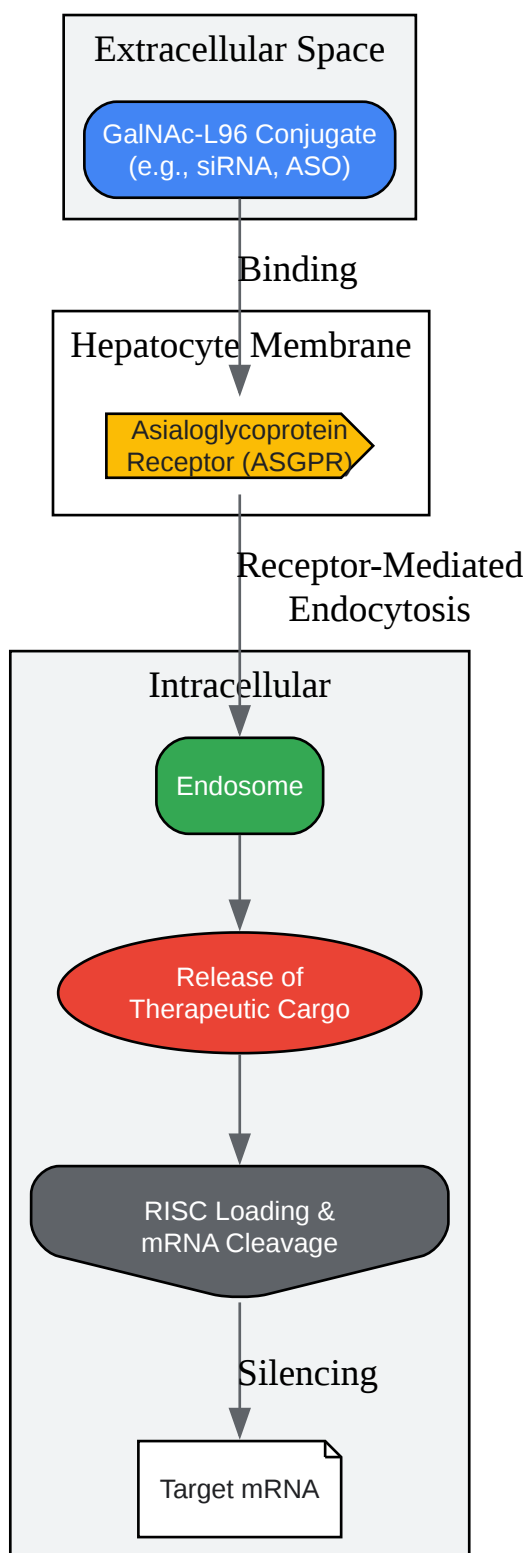 Extracellular Space
GalNAc-L96 Conjugate
(e.g., siRNA, ASO)
Binding
Hepatocyte Membrane
Asialoglycoprotein
Receptor (ASGPR)
Receptor-Mediated
Endocytosis
Intracellular
Endosome
Release of
Therapeutic Cargo
RISC Loading &
mRNA Cleavage
Silencing
Target mRNA